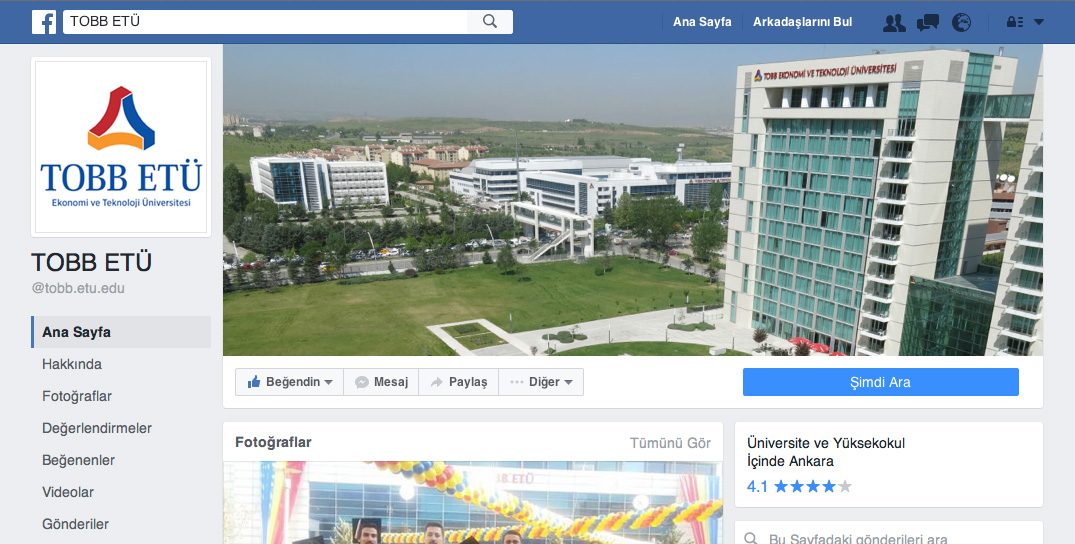 TOBB ETÜ
Ana Sayfa
Arkadaşlarını Bul
TOBB ETÜ
Ekonomi ve Teknoloji Üniversitesi
TOBB EKONOMİ VE TEKNOLOJİ ÜNİVERSİTESİ
TOBB ETÜ
@tobb.etu.edu
Ana Sayfa
Hakkında
Fotoğraflar
Değerlendirmeler
Beğenenler
Videolar
Gönderiler
Beğendin
Mesaj
Paylaş
Diğer
Şimdi Ara
Fotoğraflar
Tümünü Gör
BB ETÜ
Üniversite ve Yüksekokul
İçinde Ankara
4.1
Bu Sayfadaki gönderileri ara